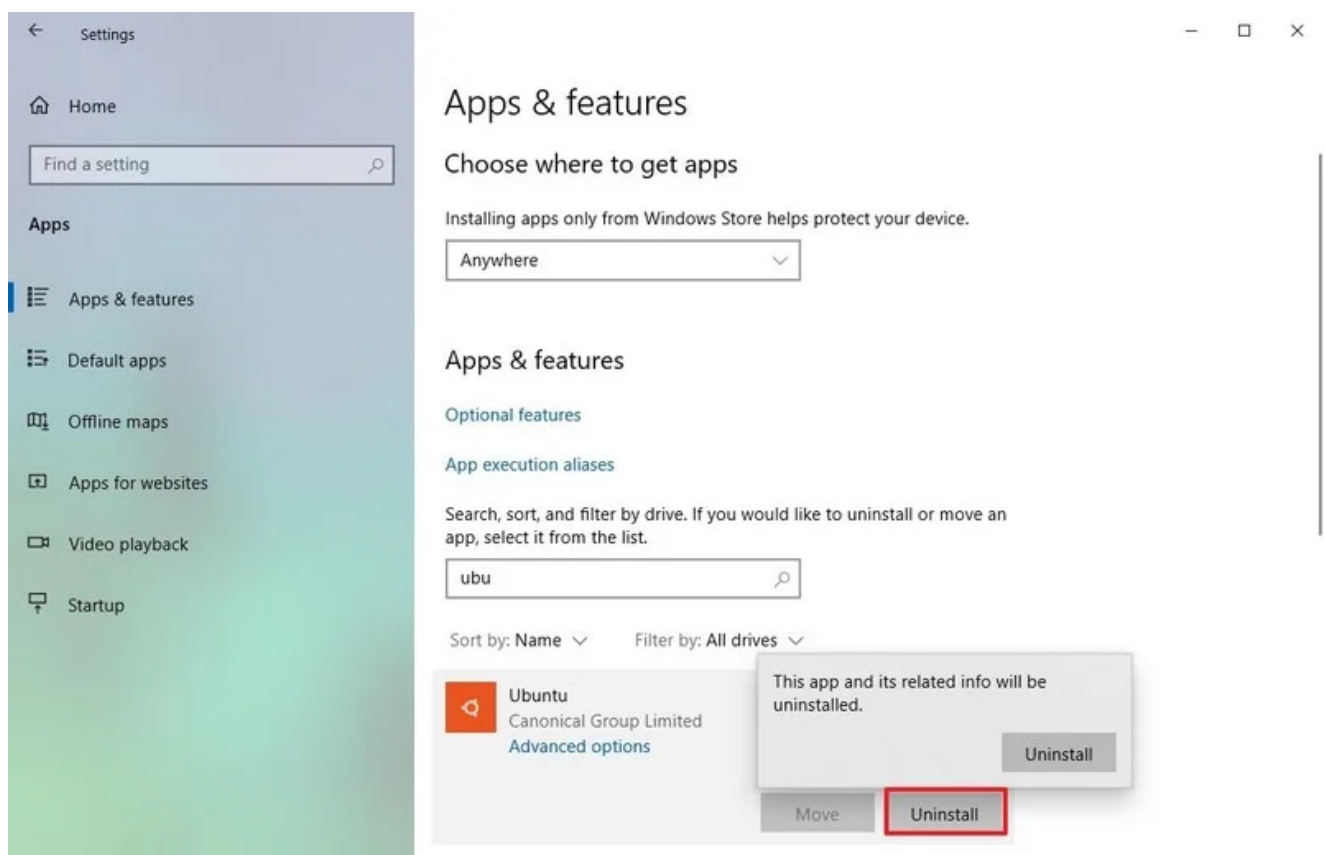 Settings
Home
Find a setting
Apps
Apps & features
Default apps
Offline maps
Apps for websites
Video playback
Startup
Apps & features
Choose where to get apps
Installing apps only from Windows Store helps protect your device.
Anywhere
Apps & features
Optional features
App execution aliases
Search, sort, and filter by drive. If you would like to uninstall or move an
app, select it from the list.
ubu
Sort by: Name
Filter by: All drives
Ubuntu
Canonical Group Limited
Advanced options
This app and its related info will be
uninstalled.
Uninstall
Move
Uninstall